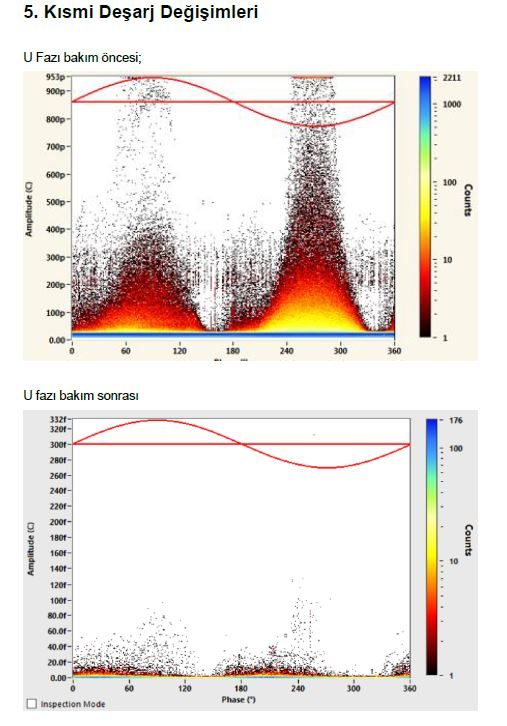 5. Kısmi Deşarj Değişimleri
U Fazı bakım öncesi;
953p
900p
800p
700p
600p
500p
400p
300p
200p
100p
0.00
Amplitude (C)
0 60 120 180 240 300 360
2211
1000
100
10
1
Counts
U fazı bakım sonrası
332f
320f
300f
280f
260f
240f
220f
200f
180f
160f
140f
120f
100f
80.0f
60.0f
40.0f
20.0f
0.00
Amplitude (C)
0 60 120 180 240 300 360
Phase (°)
176
100
10
1
Counts
Inspection Mode